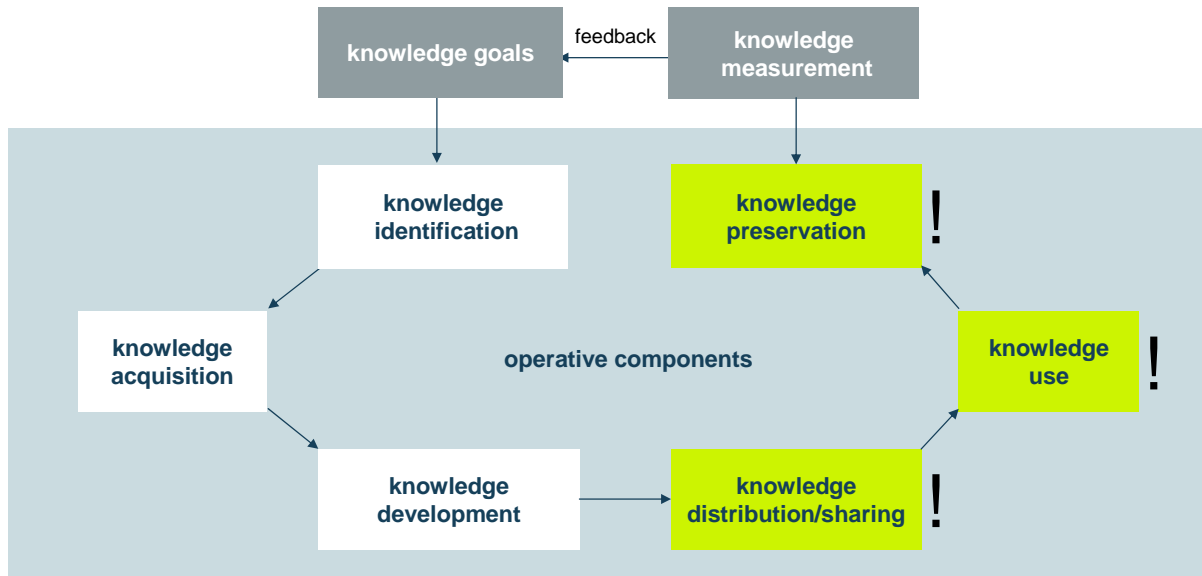 knowledge goals
feedback
knowledge
measurement
knowledge
identification
knowledge
preservation
!
knowledge
acquisition
operative components
knowledge
use
!
knowledge
development
knowledge
distribution/sharing
!